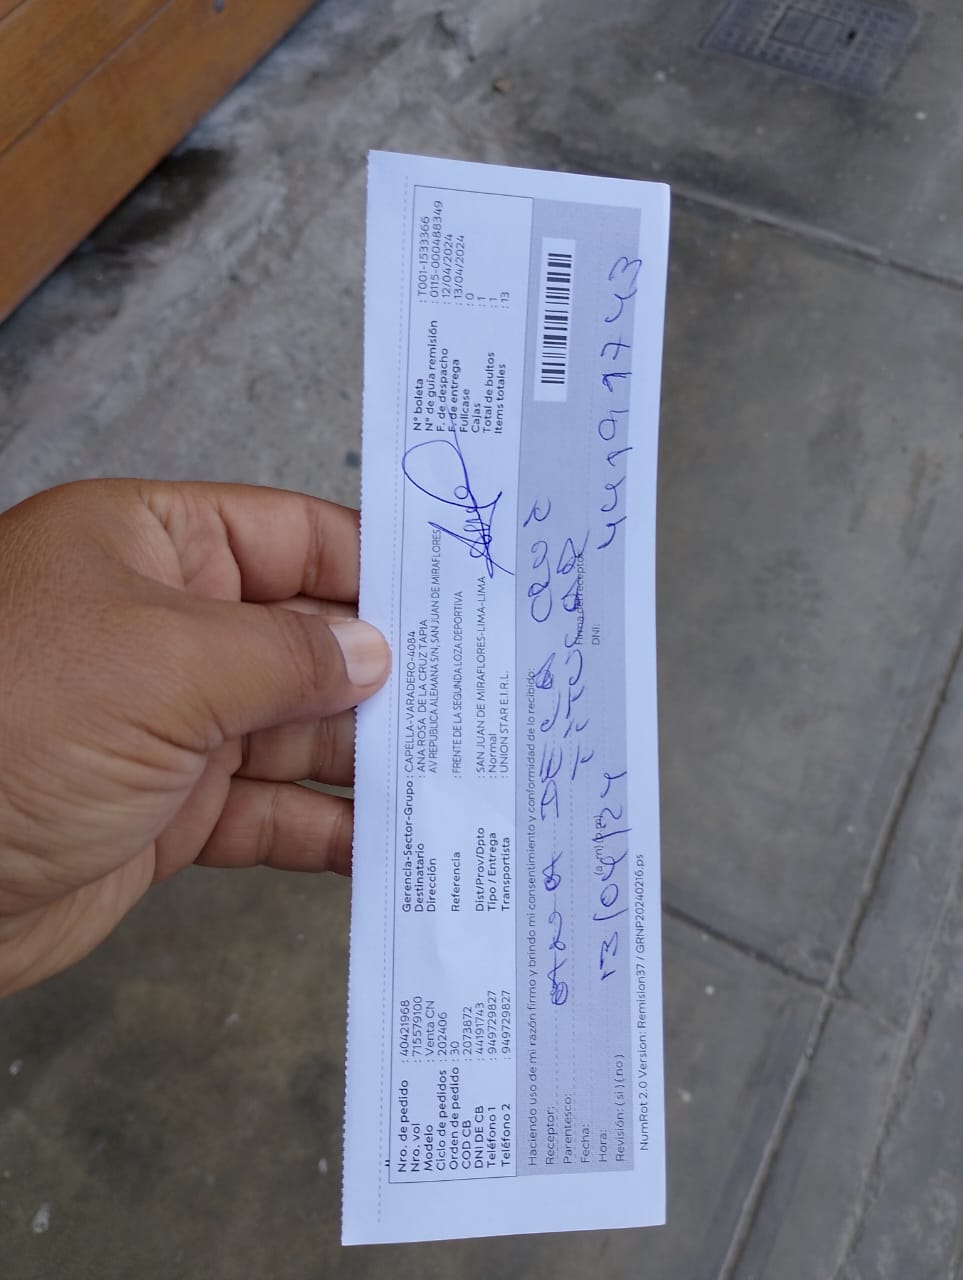 Nro. de pedido : 40421968
Nro. vol : 715579100
Modelo : Venta CN
Ciclo de pedidos : 202406
Orden de pedido : 30
COD CB : 2073872
DNI DE CB : 44191743
Teléfono 1 : 949729827
Teléfono 2 : 949729827
Gerencia-Sector-Grupo : CAPELLA-VARADERO-4084
Destinatario : ANA ROSA DE LA CRUZ TAPIA
Dirección : AV REPUBLICA ALEMANA S/N, SAN JUAN DE MIRAFLORES,
Referencia : FRENTE DE LA SEGUNDA LOZA DEPORTIVA
Dist/Prov/Dpto : SAN JUAN DE MIRAFLORES-LIMA-LIMA
Tipo / Entrega : Normal
Transportista : UNION STAR E.I.R.L.
N° boleta : T001-1533366
N° de guía remisión : 0115-000488349
F. de despacho : 12/04/2024
F. de entrega : 13/04/2024
Fullcase : 0
Cajas : 1
Total de bultos : 1
Items totales : 13
Haciendo uso de mi razón firmo y brindo mi consentimiento y conformidad de lo recibido:
Receptor: DE LA CRUZ
Parentesco: TITULAR
Firma del receptor
Fecha: 13/04/24
Hora: (a.m) (p.m)
DNI: 44191743
Revisión: ( si ) ( no )
NumRot 2.0 Version: Remision37 / GRNP20240216.ps